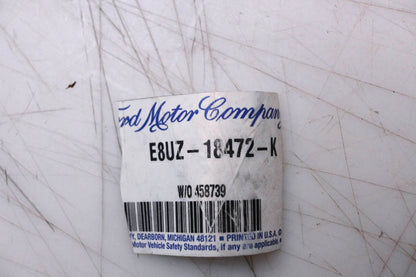 Ford Motor Company
E8UZ-18472-K
W/O 458739
DEARBORN, MICHIGAN 48121 ■ PRINTED IN U.S.A.
Motor Vehicle Safety Standards, if any are applicable,